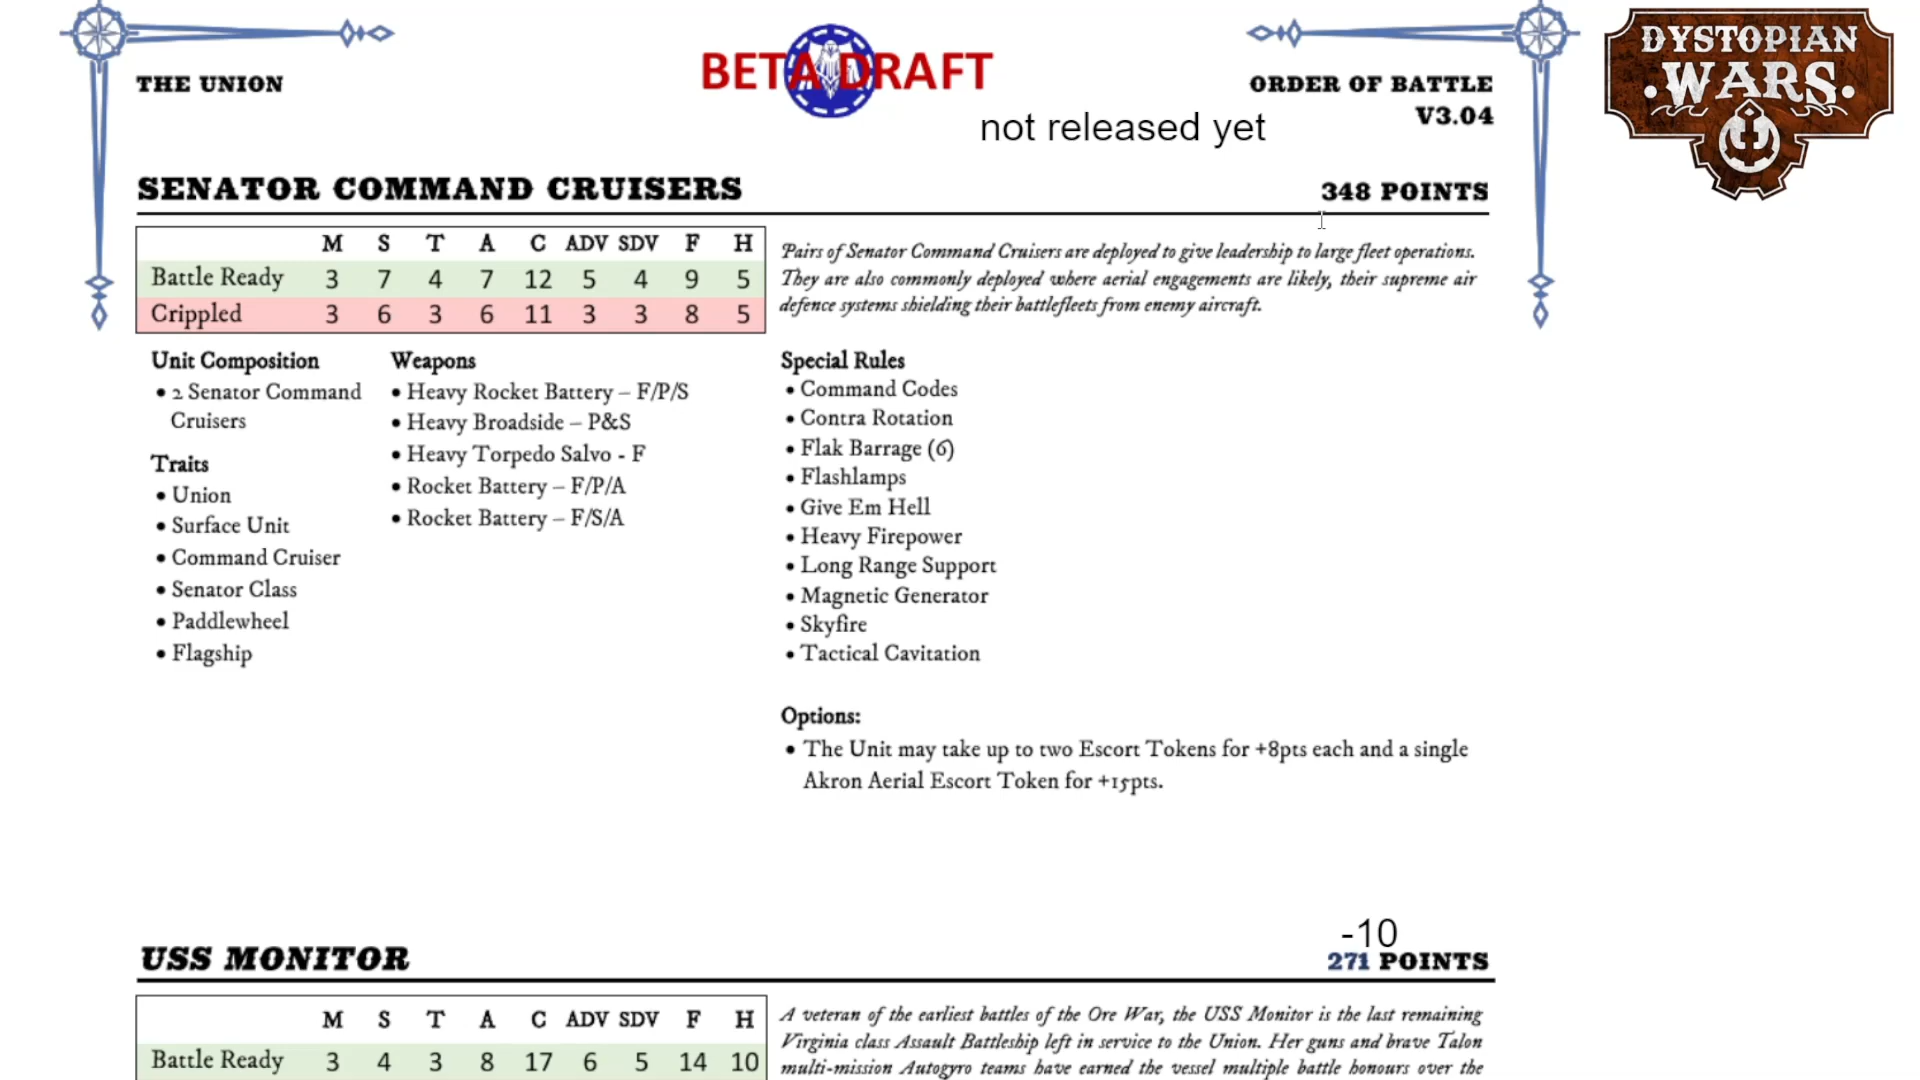 THE UNION
BETA DRAFT
ORDER OF BATTLE
V3.04
not released yet
DYSTOPIAN
WARS
SENATOR COMMAND CRUISERS
348 POINTS
M S T A C ADV SDV F H
Battle Ready 3 7 4 7 12 5 4 9 5
Crippled 3 6 3 6 11 3 3 8 5
Pairs of Senator Command Cruisers are deployed to give leadership to large fleet operations.
They are also commonly deployed where aerial engagements are likely, their supreme air
defence systems shielding their battlefleets from enemy aircraft.
Unit Composition
• 2 Senator Command
Cruisers
Traits
• Union
• Surface Unit
• Command Cruiser
• Senator Class
• Paddlewheel
• Flagship
Weapons
• Heavy Rocket Battery – F/P/S
• Heavy Broadside – P&S
• Heavy Torpedo Salvo - F
• Rocket Battery – F/P/A
• Rocket Battery – F/S/A
Special Rules
• Command Codes
• Contra Rotation
• Flak Barrage (6)
• Flashlamps
• Give Em Hell
• Heavy Firepower
• Long Range Support
• Magnetic Generator
• Skyfire
• Tactical Cavitation
Options:
• The Unit may take up to two Escort Tokens for +8pts each and a single
Akron Aerial Escort Token for +15pts.
-10
USS MONITOR
271 POINTS
M S T A C ADV SDV F H
Battle Ready 3 4 3 8 17 6 5 14 10
A veteran of the earliest battles of the Ore War, the USS Monitor is the last remaining
Virginia class Assault Battleship left in service to the Union. Her guns and brave Talon
multi-mission Autogyro teams have earned the vessel multiple battle honours over the